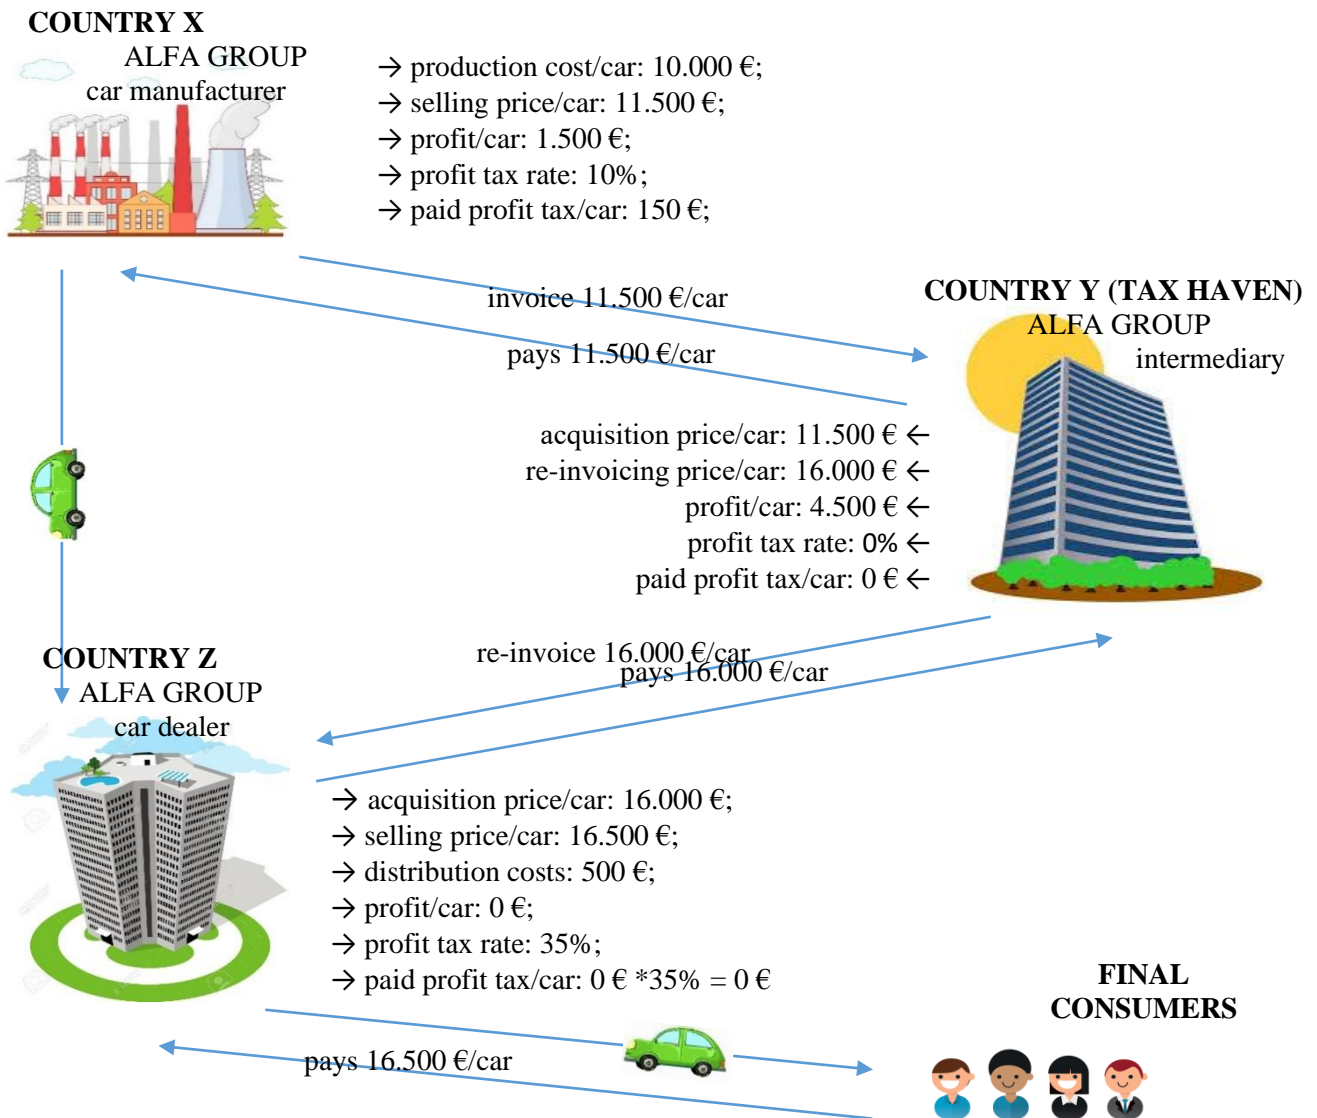 COUNTRY X
ALFA GROUP
car manufacturer
→ production cost/car: 10.000 €;
→ selling price/car: 11.500 €;
→ profit/car: 1.500 €;
→ profit tax rate: 10%;
→ paid profit tax/car: 150 €;
invoice 11.500 €/car
pays 11.500 €/car
COUNTRY Y (TAX HAVEN)
ALFA GROUP
intermediary
acquisition price/car: 11.500 € ←
re-invoicing price/car: 16.000 € ←
profit/car: 4.500 € ←
profit tax rate: 0% ←
paid profit tax/car: 0 € ←
re-invoice 16.000 €/car
pays 16.000 €/car
COUNTRY Z
ALFA GROUP
car dealer
→ acquisition price/car: 16.000 €;
→ selling price/car: 16.500 €;
→ distribution costs: 500 €;
→ profit/car: 0 €;
→ profit tax rate: 35%;
→ paid profit tax/car: 0 € *35% = 0 €
FINAL
CONSUMERS
pays 16.500 €/car